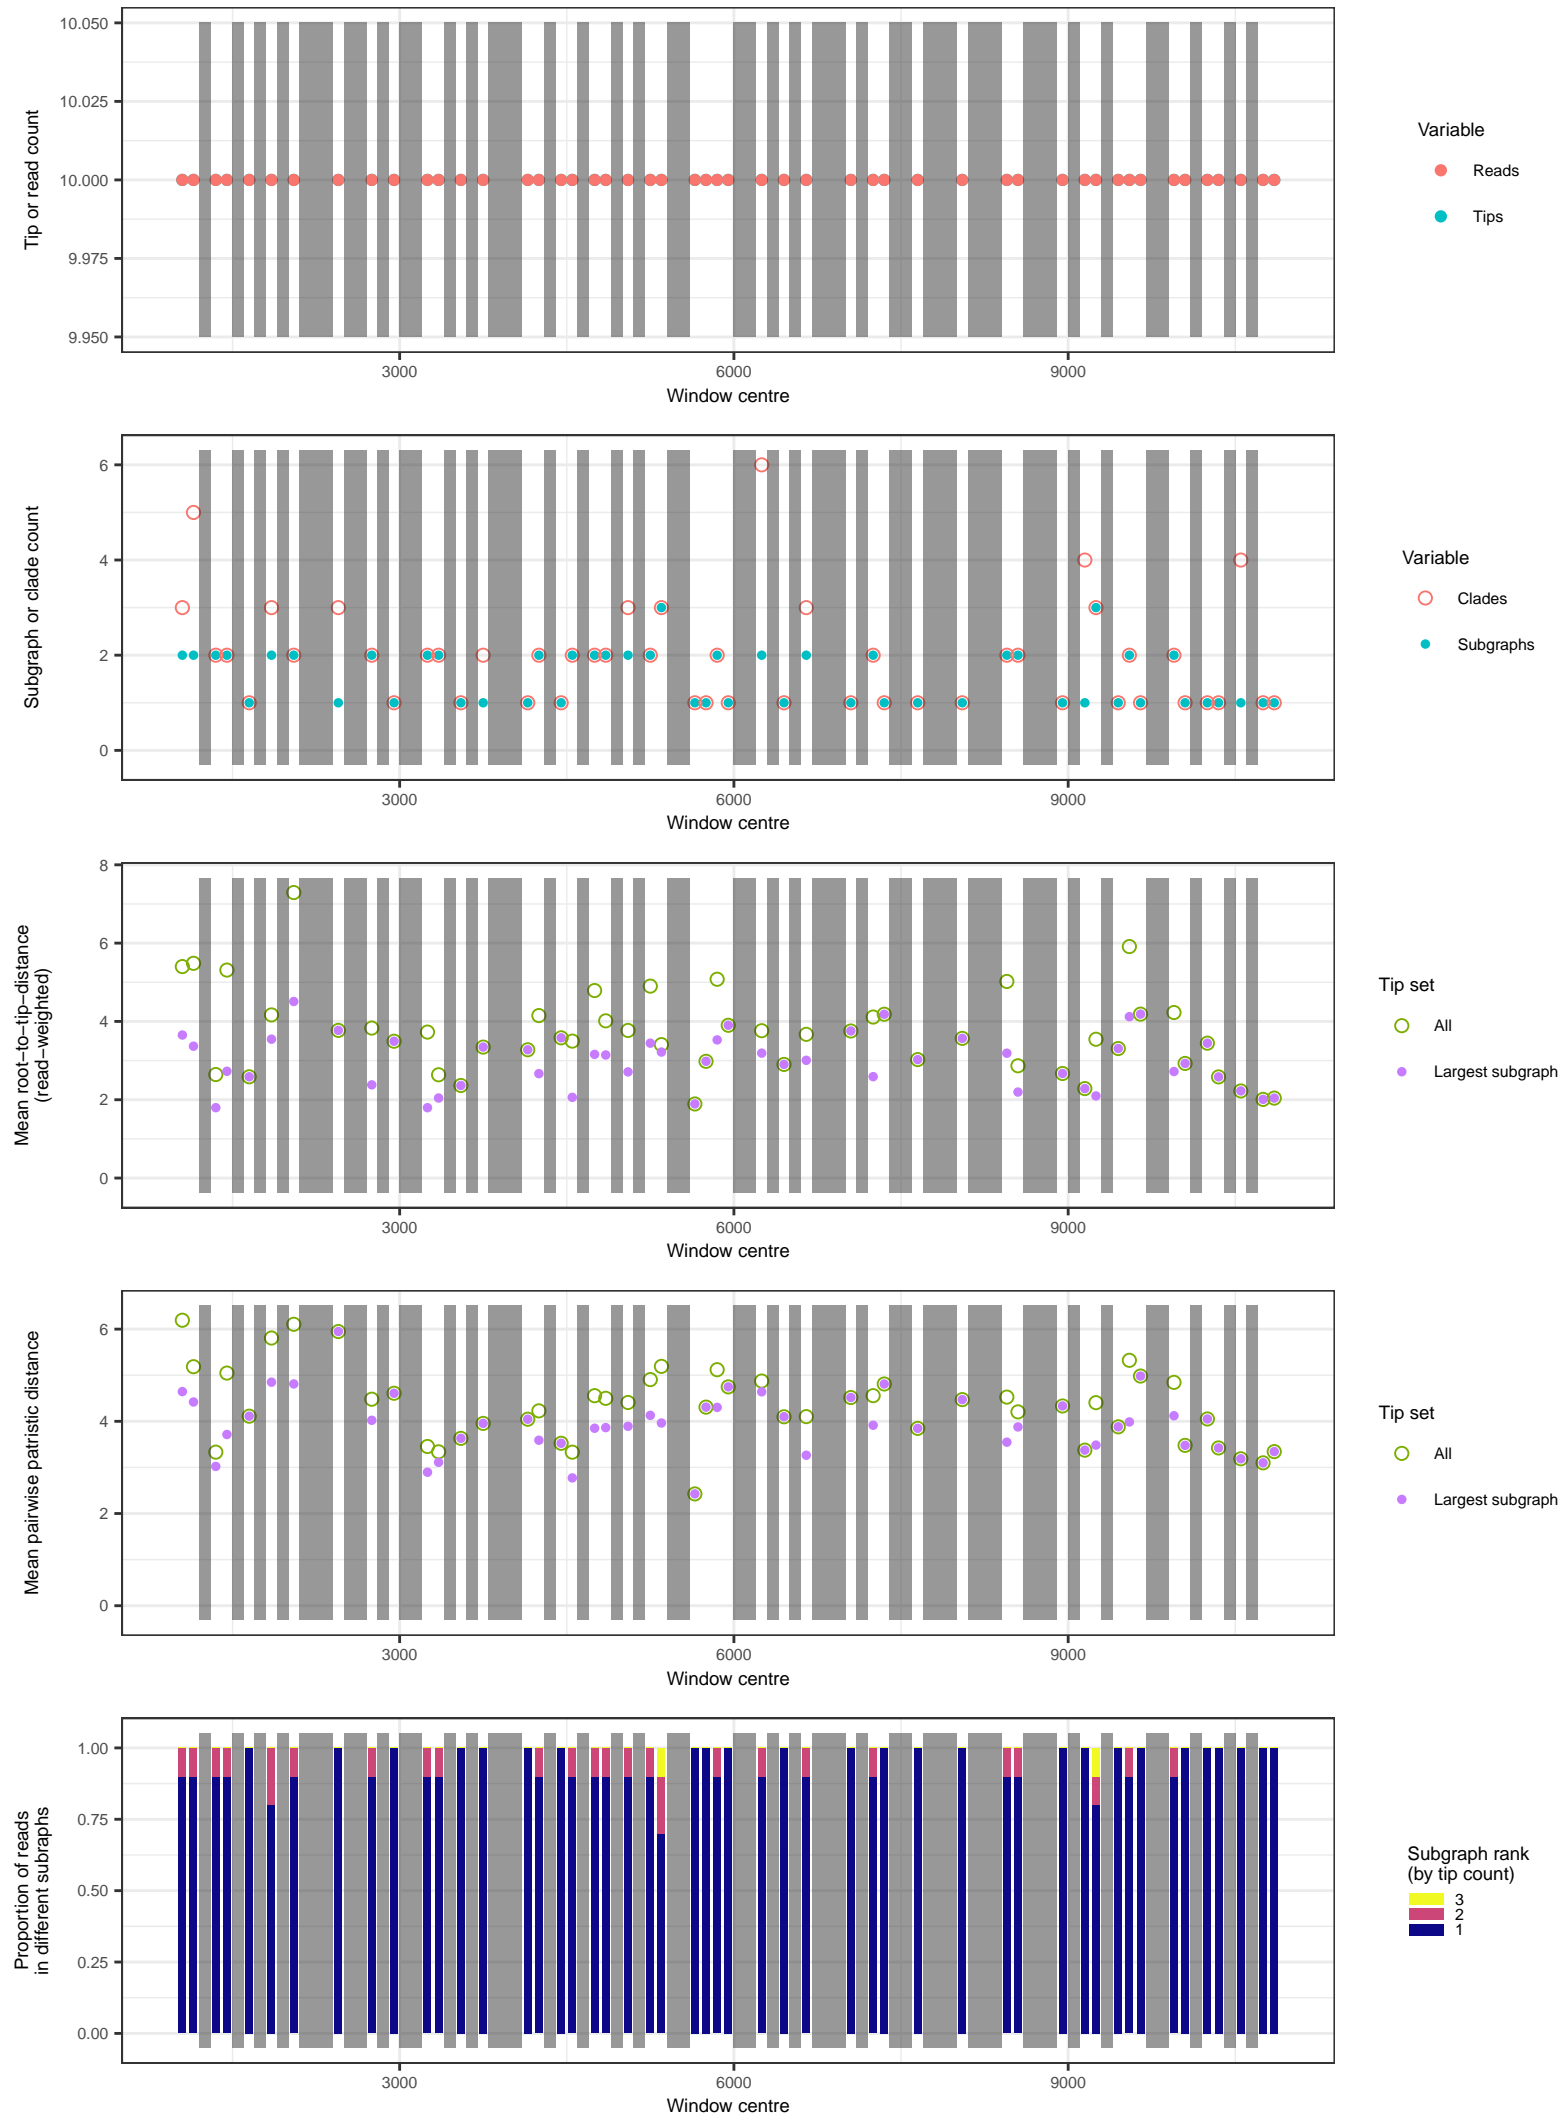 10.050
10.025
10.000
9.975
9.950
Tip or read count
3000
6000
9000
Window centre
Variable
Reads
Tips
6
4
2
0
Subgraph or clade count
3000
6000
9000
Window centre
Variable
Clades
Subgraphs
8
6
4
2
0
Mean root−to−tip−distance
(read−weighted)
3000
6000
9000
Window centre
Tip set
All
Largest subgraph
6
4
2
0
Mean pairwise patristic distance
3000
6000
9000
Window centre
Tip set
All
Largest subgraph
1.00
0.75
0.50
0.25
0.00
Proportion of reads
in different subraphs
3000
6000
9000
Window centre
Subgraph rank
(by tip count)
3
2
1